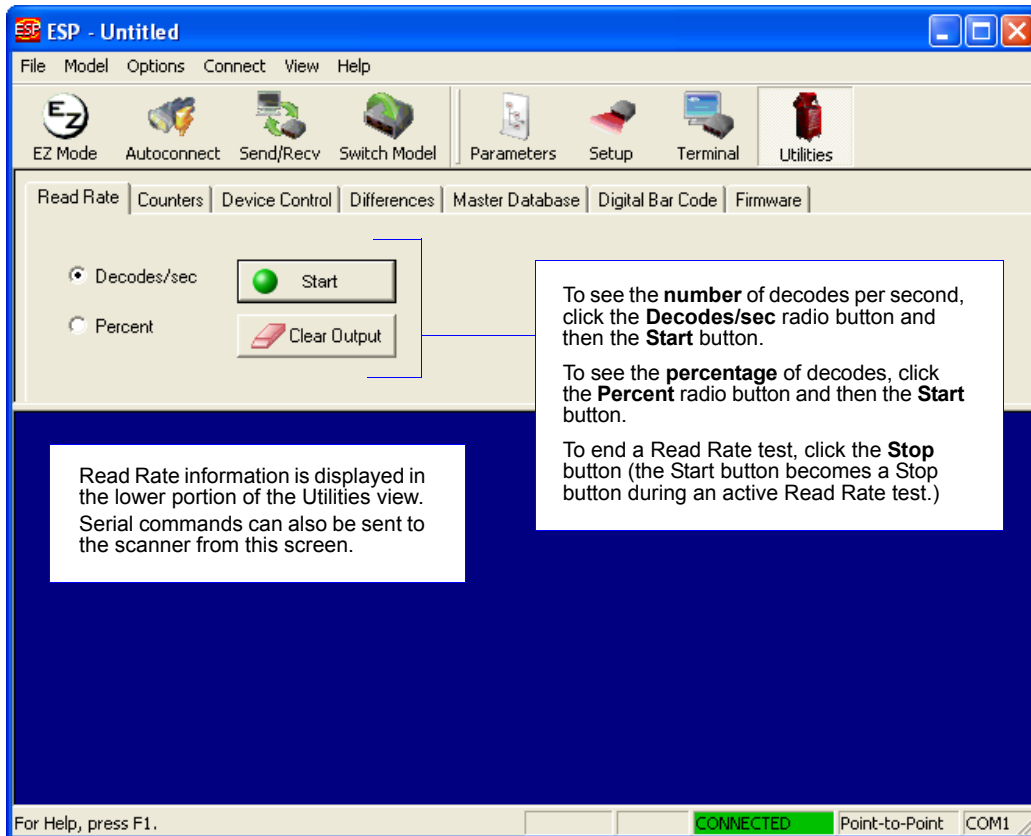 ESP ESP - Untitled
File Model Options Connect View Help
EZ
EZ Mode Autoconnect Send/Recv Switch Model Parameters Setup Terminal Utilities
Read Rate Counters Device Control Differences Master Database Digital Bar Code Firmware
Decodes/sec Start
Percent Clear Output
To see the number of decodes per second,
click the Decodes/sec radio button and
then the Start button.
To see the percentage of decodes, click
the Percent radio button and then the Start
button.
To end a Read Rate test, click the Stop
button (the Start button becomes a Stop
button during an active Read Rate test.)
Read Rate information is displayed in
the lower portion of the Utilities view.
Serial commands can also be sent to
the scanner from this screen.
For Help, press F1. CONNECTED Point-to-Point COM1